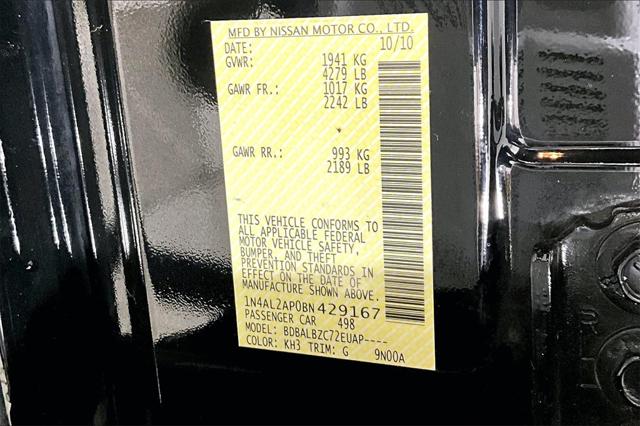 MFD BY NISSAN MOTOR CO., LTD.
DATE: 10/10
GVWR: 1941 KG
4279 LB
GAWR FR.: 1017 KG
2242 LB
GAWR RR.: 993 KG
2189 LB
THIS VEHICLE CONFORMS TO
ALL APPLICABLE FEDERAL
MOTOR VEHICLE SAFETY,
BUMPER, AND THEFT
PREVENTION STANDARDS IN
EFFECT ON THE DATE OF
MANUFACTURE SHOWN ABOVE.
1N4AL2AP0BN429167
PASSENGER CAR 498
MODEL: BDBALBZC72EUAP----
COLOR: KH3 TRIM: G 9N00A